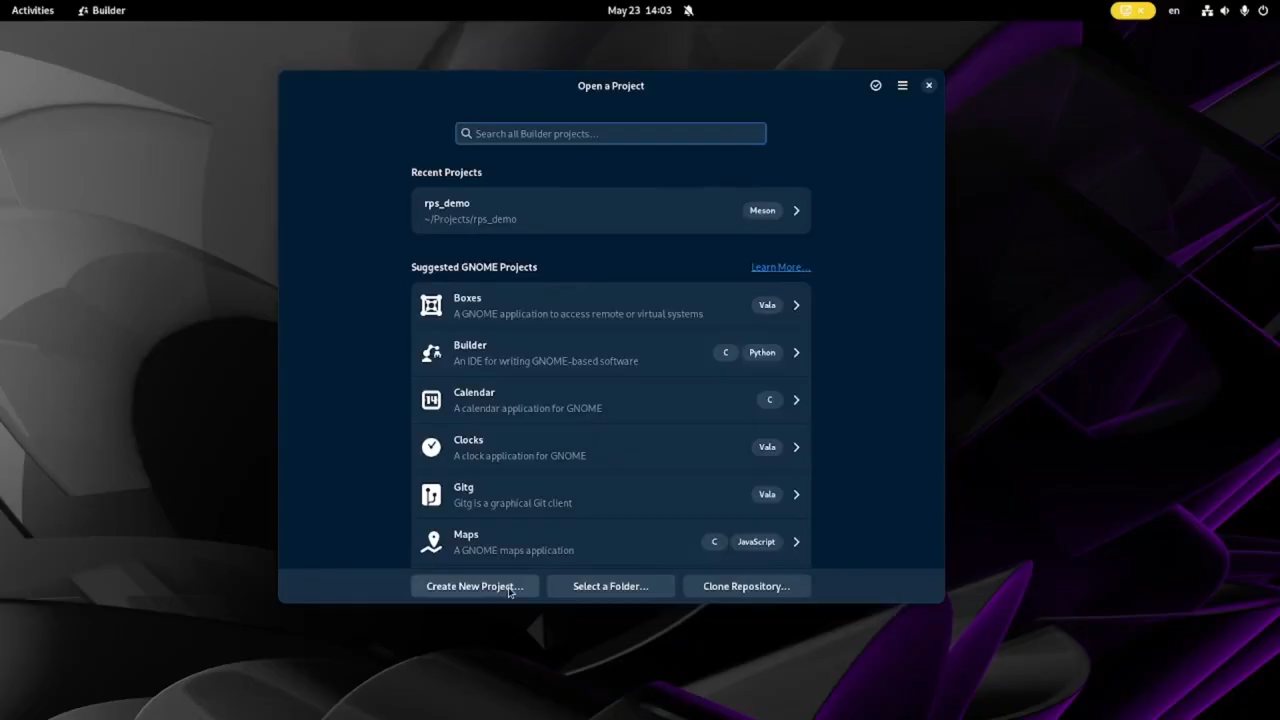 Activities
Builder
May 23 14:03
en
Open a Project
Search all Builder projects...
Recent Projects
rps_demo
~/Projects/rps_demo
Meson
Suggested GNOME Projects
Learn More...
Boxes
A GNOME application to access remote or virtual systems
Vala
Builder
An IDE for writing GNOME-based software
C
Python
Calendar
A calendar application for GNOME
C
Clocks
A clock application for GNOME
Vala
Gitg
Gitg is a graphical Git client
Vala
Maps
A GNOME maps application
C
JavaScript
Create New Project...
Select a Folder...
Clone Repository...